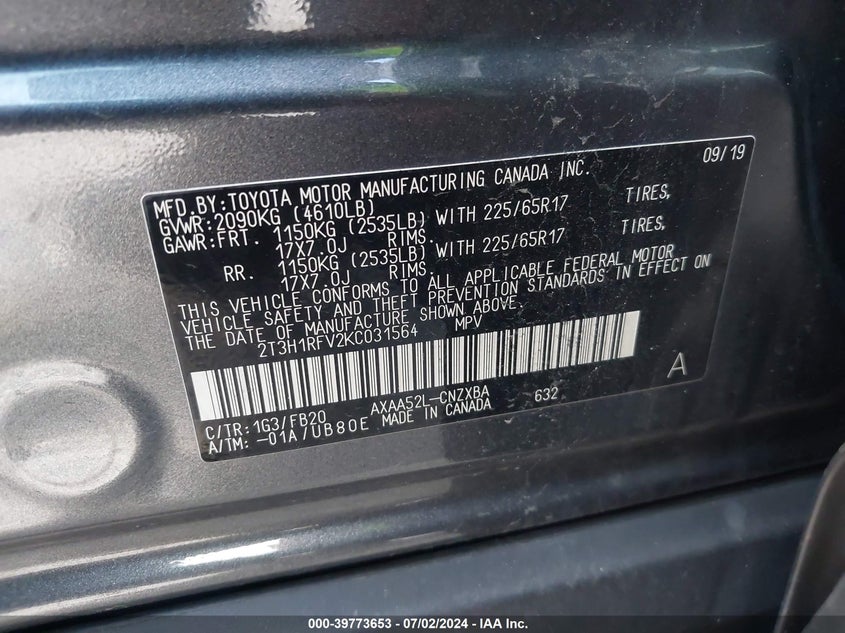 MFD.BY:TOYOTA MOTOR MANUFACTURING CANADA INC. 09/19
GVWR:2090KG (4610LB)
GAWR:FRT. 1150KG (2535LB) WITH 225/65R17 TIRES,
17X7.0J RIMS.
RR. 1150KG (2535LB) WITH 225/65R17 TIRES,
17X7.0J RIMS.
THIS VEHICLE CONFORMS TO ALL APPLICABLE FEDERAL MOTOR
VEHICLE SAFETY AND THEFT PREVENTION STANDARDS IN EFFECT ON
THE DATE OF MANUFACTURE SHOWN ABOVE.
2T3H1RFV2KC031564 MPV
A
C/TR:1G3/FB20 AXAA52L-CNZXBA 632
A/TM:-01A/UB80E MADE IN CANADA
000-39773653 / 07/02/2024 - IAA Inc.